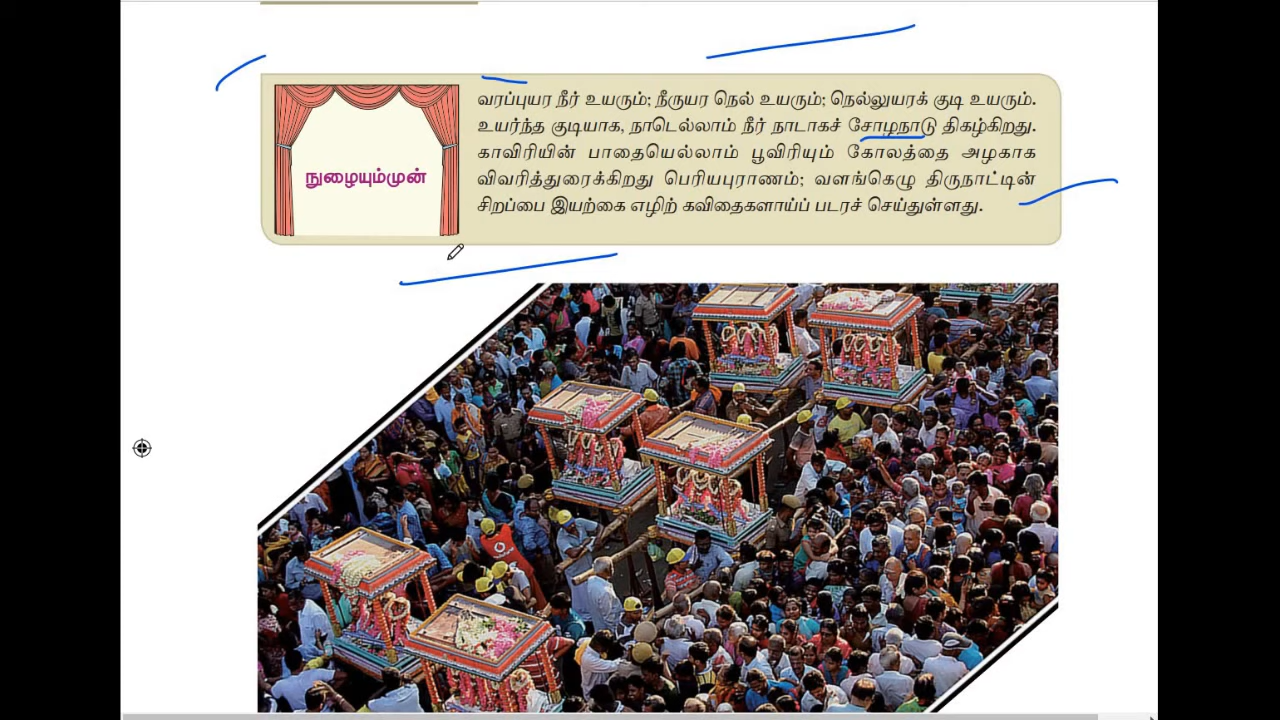 வரப்புயர நீர் உயரும்; நீருயர நெல் உயரும்; நெல்லுயரக் குடி உயரும்.
உயர்ந்த குடியாக, நாடெல்லாம் நீர் நாடாகச் சோழநாடு திகழ்கிறது.
காவிரியின் பாதையெல்லாம் பூவிரியும் கோலத்தை அழகாக
நுழையும்முன்
விவரித்துரைக்கிறது பெரியபுராணம்; வளங்கெழு திருநாட்டின்
சிறப்பை இயற்கை எழிற் கவிதைகளாய்ப் படரச் செய்துள்ளது.